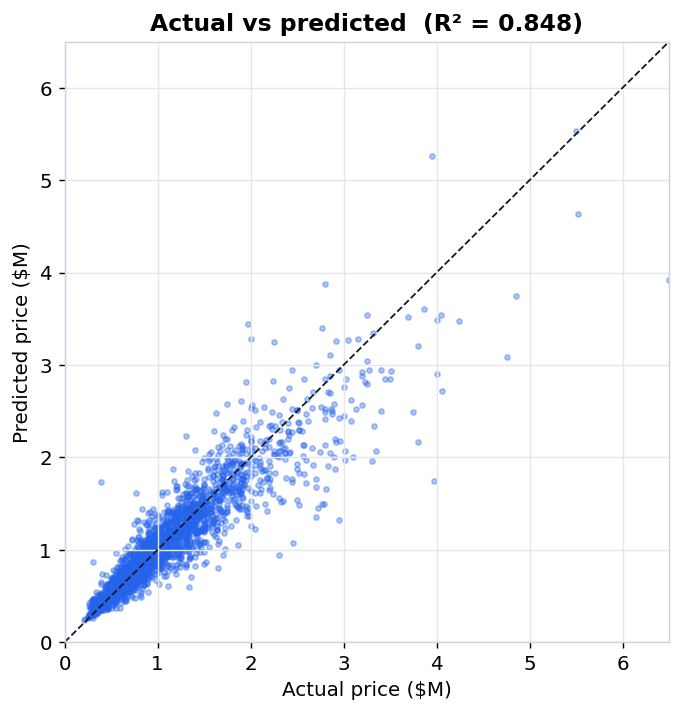 Actual vs predicted  (R² = 0.848)
6
5
4
3
2
1
0
Predicted price ($M)
0 1 2 3 4 5 6
Actual price ($M)